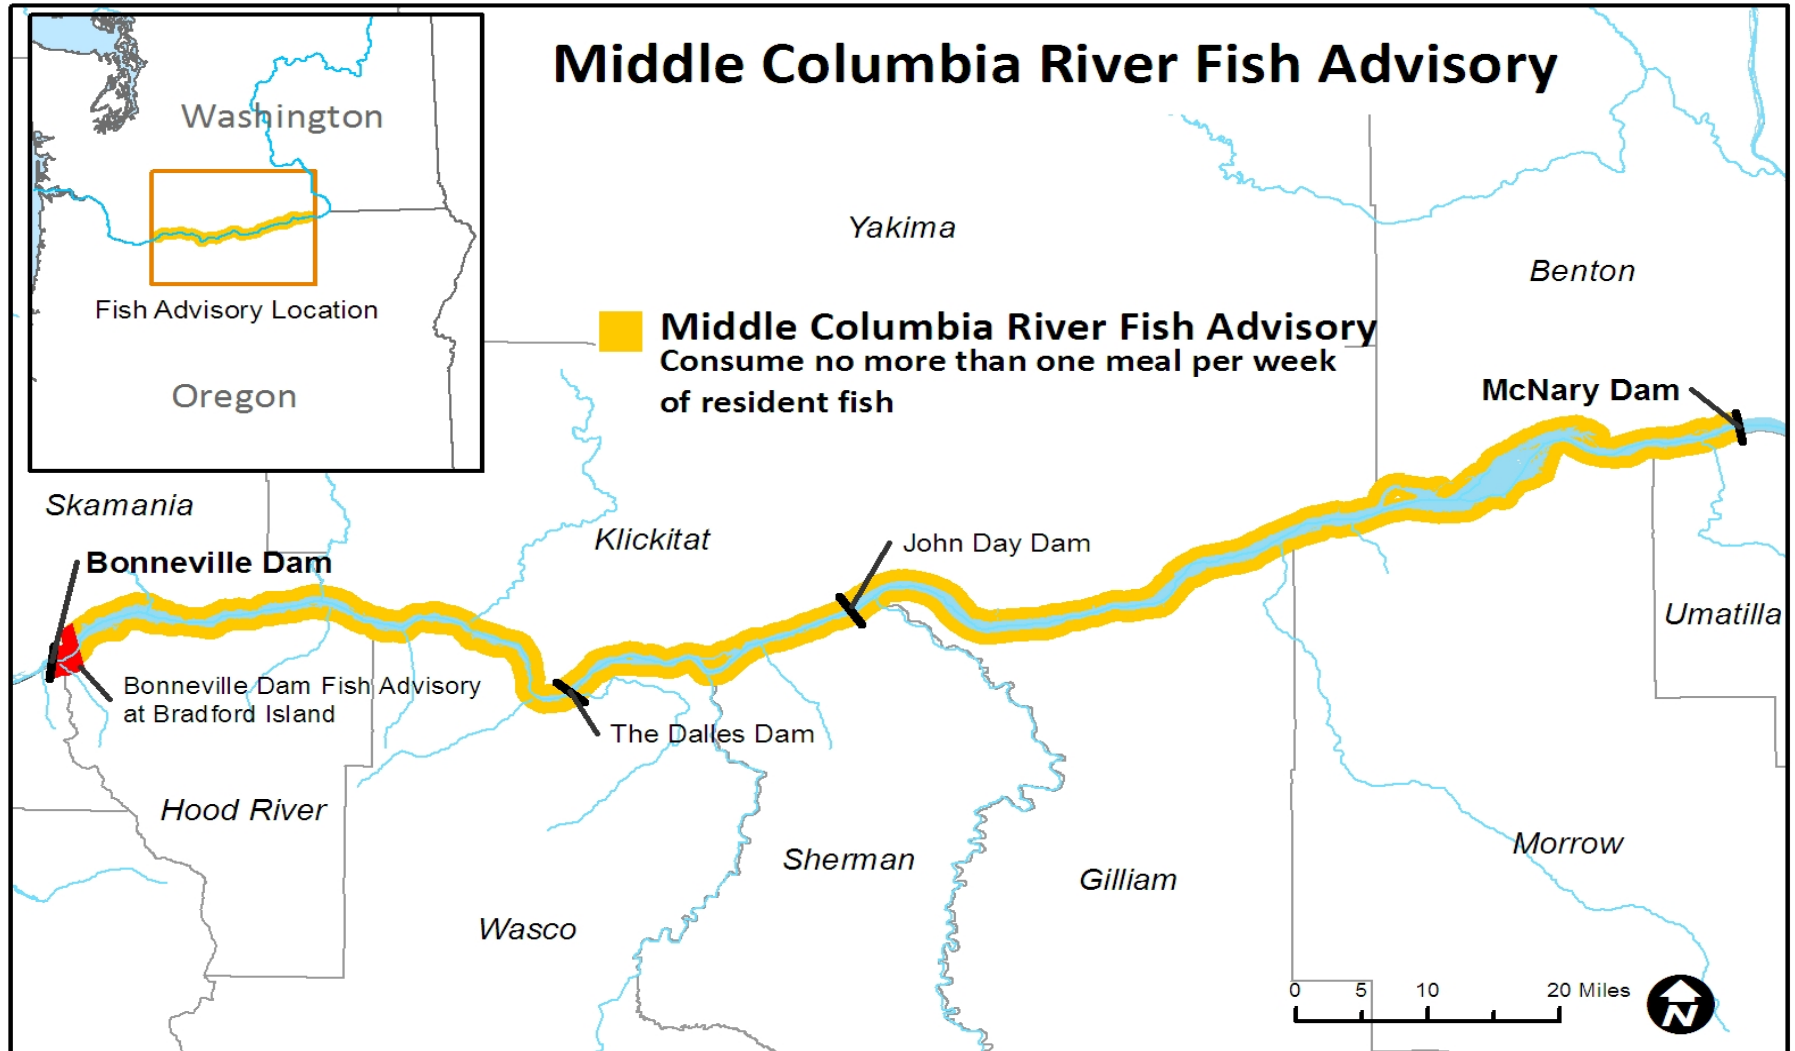 Middle Columbia River Fish Advisory
Washington
Fish Advisory Location
Oregon
Yakima
Benton
Middle Columbia River Fish Advisory
Consume no more than one meal per week
of resident fish
McNary Dam
Skamania
Klickitat
John Day Dam
Bonneville Dam
Umatilla
Bonneville Dam Fish Advisory
at Bradford Island
The Dalles Dam
Hood River
Sherman
Morrow
Gilliam
Wasco
0 5 10 20 Miles
N